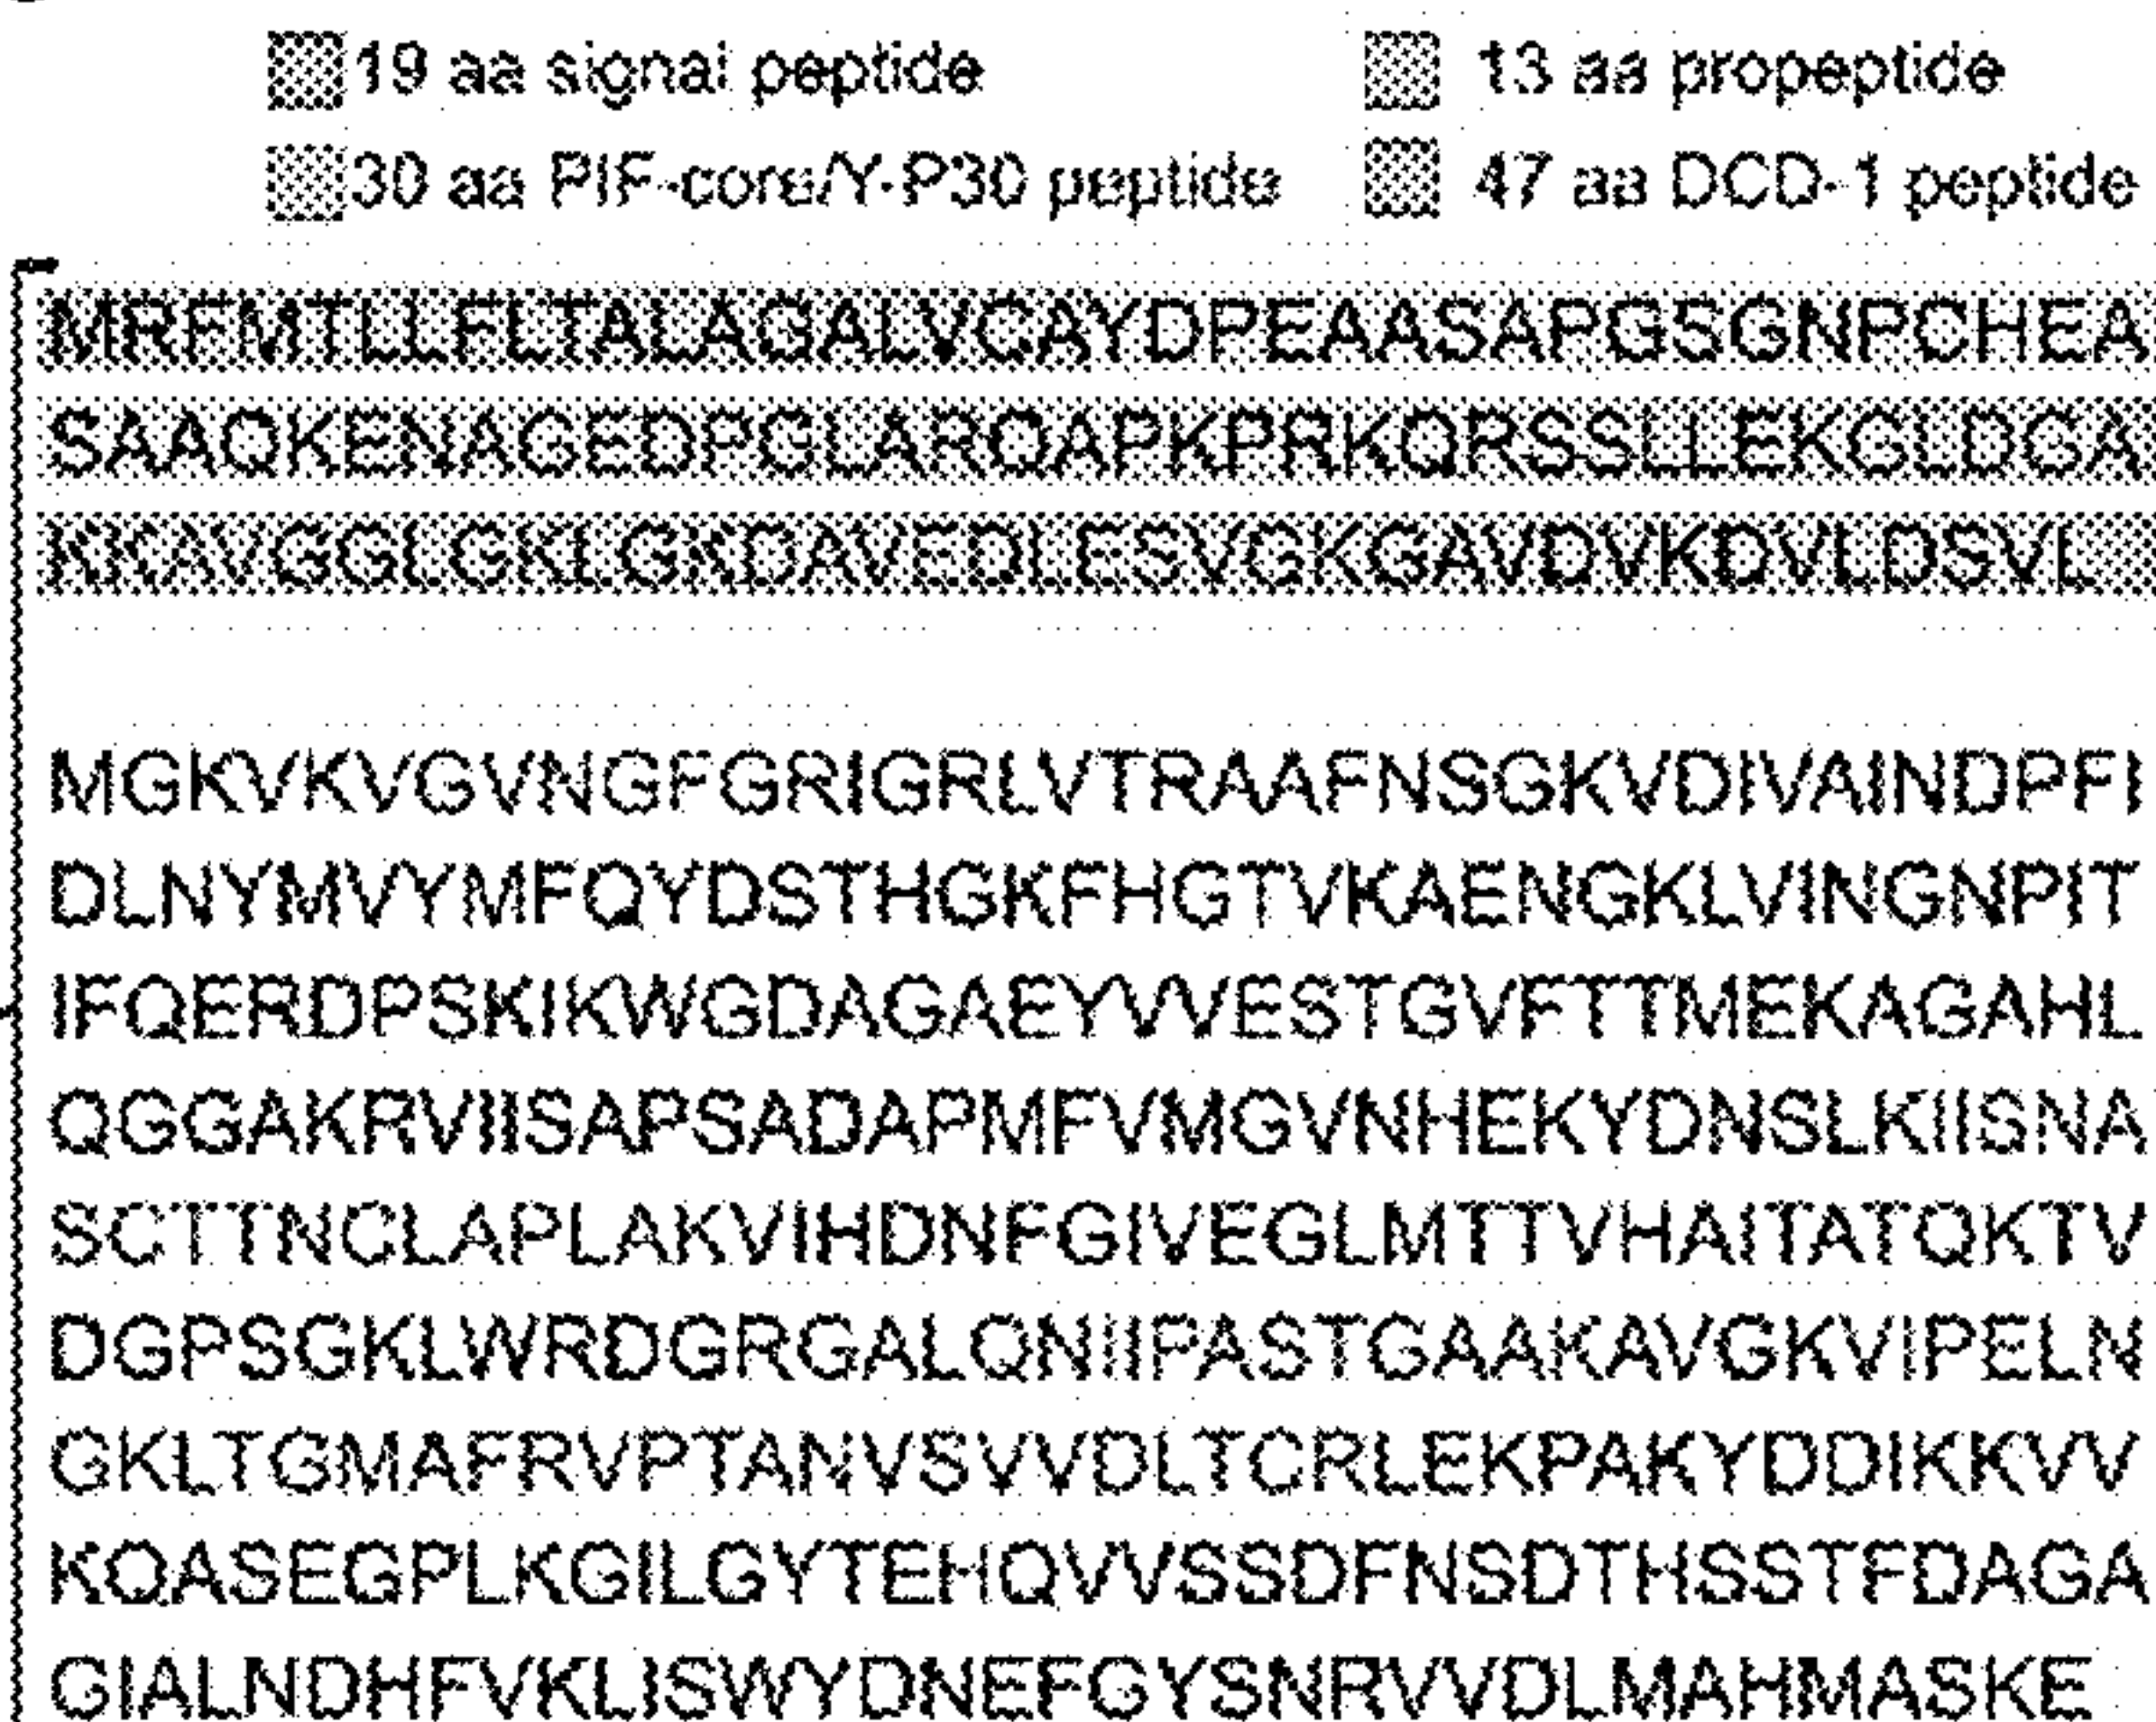 19 aa signal peptide 13 aa propeptide
30 aa PIF-core/Y-P30 peptide 47 aa DCD-1 peptide
MRFMTLLFLTALAGALVCAYDPEAASAPGSGNPCHEA
SAAQKENAGEDPGLARQAPKPRKQRSSLLEKGLDGA
KKAVGGLGKLGKDAVEDLESVGKGAVDVKDVLDSVL
MGKVKVGVNGFGRIGRLVTRAAFNSGKVDIVAINDPFI
DLNYMVYMFQYDSTHGKFHGTVKAENGKLVINGNPIT
IFQERDPSKIKWGDAGAEYVVESTGVFTTMEKAGAHL
QGGAKRVIISAPSADAPMFVMGVNHEKYDNSLKIISNA
SCTTNCLAPLAKVIHDNFGIVEGLMTTVHAITATQKTV
DGPSGKLWRDGRGALQNIIPASTGAAKAVGKVIPELN
GKLTGMAFRVPTANVSVVDLTCRLEKPAKYDDIKKVV
KQASEGPLKGILGYTEHQVVSSDFNSDTHSSTFDAGA
GIALNDHFVKLISWYDNEFGYSNRVVDLMAHMASKE